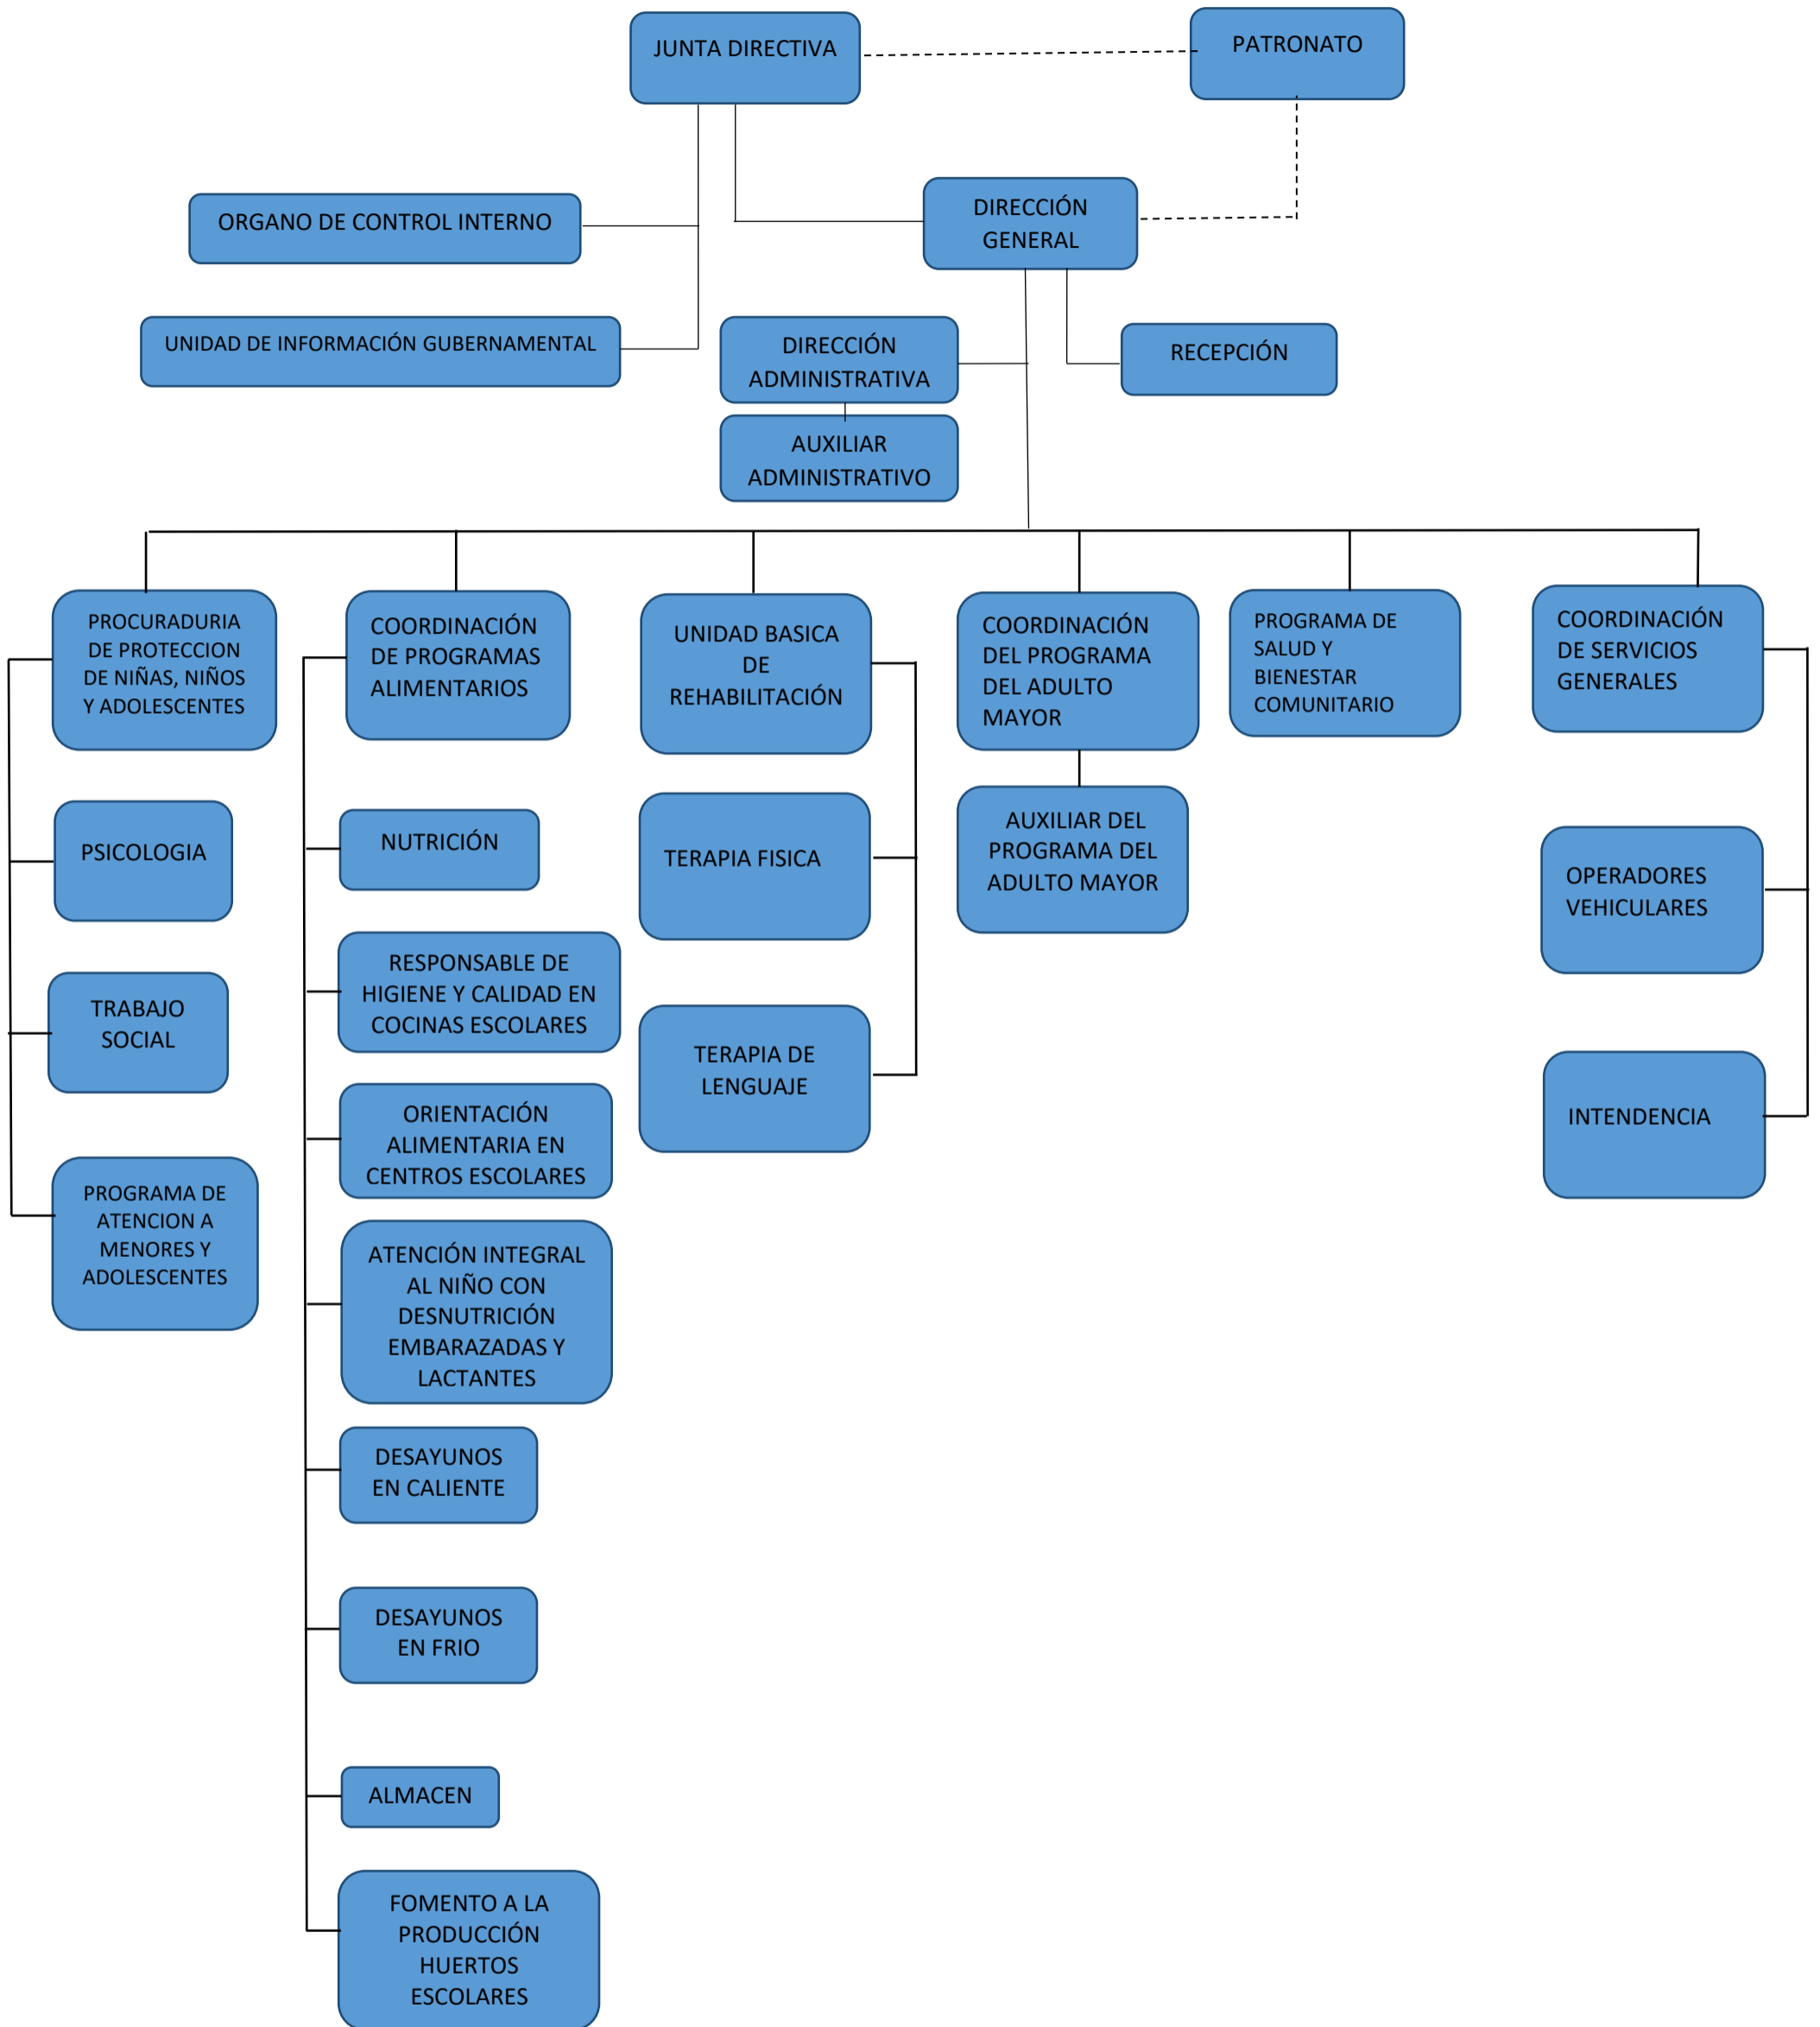 JUNTA DIRECTIVA
PATRONATO
ORGANO DE CONTROL INTERNO
DIRECCIÓN
GENERAL
UNIDAD DE INFORMACIÓN GUBERNAMENTAL
DIRECCIÓN
ADMINISTRATIVA
RECEPCIÓN
AUXILIAR
ADMINISTRATIVO
PROCURADURIA
DE PROTECCION
DE NIÑAS, NIÑOS
Y ADOLESCENTES
COORDINACIÓN
DE PROGRAMAS
ALIMENTARIOS
UNIDAD BASICA
DE
REHABILITACIÓN
COORDINACIÓN
DEL PROGRAMA
DEL ADULTO
MAYOR
PROGRAMA DE
SALUD Y
BIENESTAR
COMUNITARIO
COORDINACIÓN
DE SERVICIOS
GENERALES
PSICOLOGIA
TRABAJO
SOCIAL
PROGRAMA DE
ATENCION A
MENORES Y
ADOLESCENTES
NUTRICIÓN
RESPONSABLE DE
HIGIENE Y CALIDAD EN
COCINAS ESCOLARES
ORIENTACIÓN
ALIMENTARIA EN
CENTROS ESCOLARES
ATENCIÓN INTEGRAL
AL NIÑO CON
DESNUTRICIÓN
EMBARAZADAS Y
LACTANTES
DESAYUNOS
EN CALIENTE
DESAYUNOS
EN FRIO
ALMACEN
FOMENTO A LA
PRODUCCIÓN
HUERTOS
ESCOLARES
TERAPIA FISICA
TERAPIA DE
LENGUAJE
AUXILIAR DEL
PROGRAMA DEL
ADULTO MAYOR
OPERADORES
VEHICULARES
INTENDENCIA